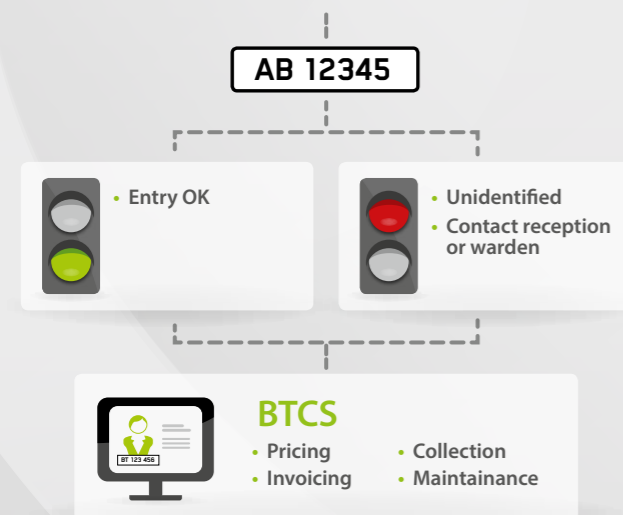 AB 12345
• Entry OK
• Unidentified
• Contact reception
or warden
BTCS
• Pricing
• Invoicing
• Collection
• Maintainance
BT 123 456